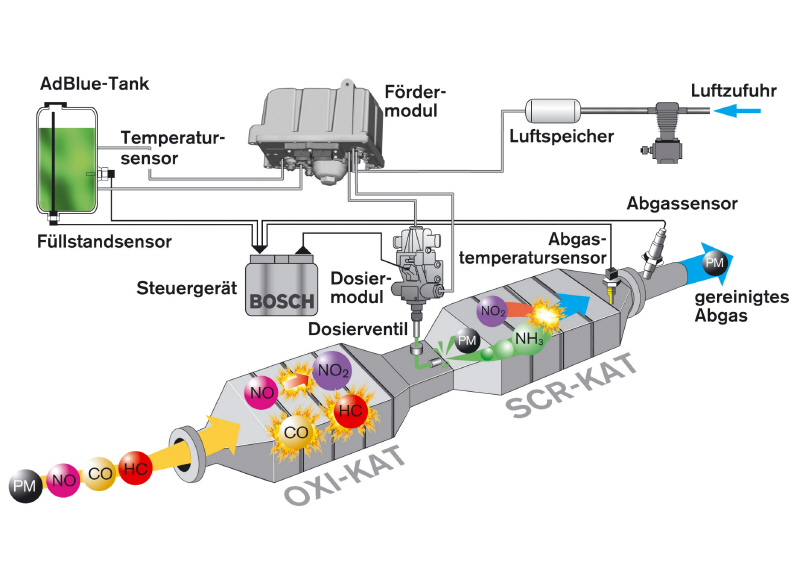 AdBlue-Tank
Temperatur-
sensor
Füllstandsensor
Förder-
modul
Luftzufuhr
Luftspeicher
Abgassensor
Abgas-
temperatursensor
Steuergerät
BOSCH
Dosier-
modul
Dosierventil
PM
gereinigtes
Abgas
NO₂
PM
NH₃
SCR-KAT
NO
NO₂
CO
HC
OXI-KAT
PM
NO
CO
HC